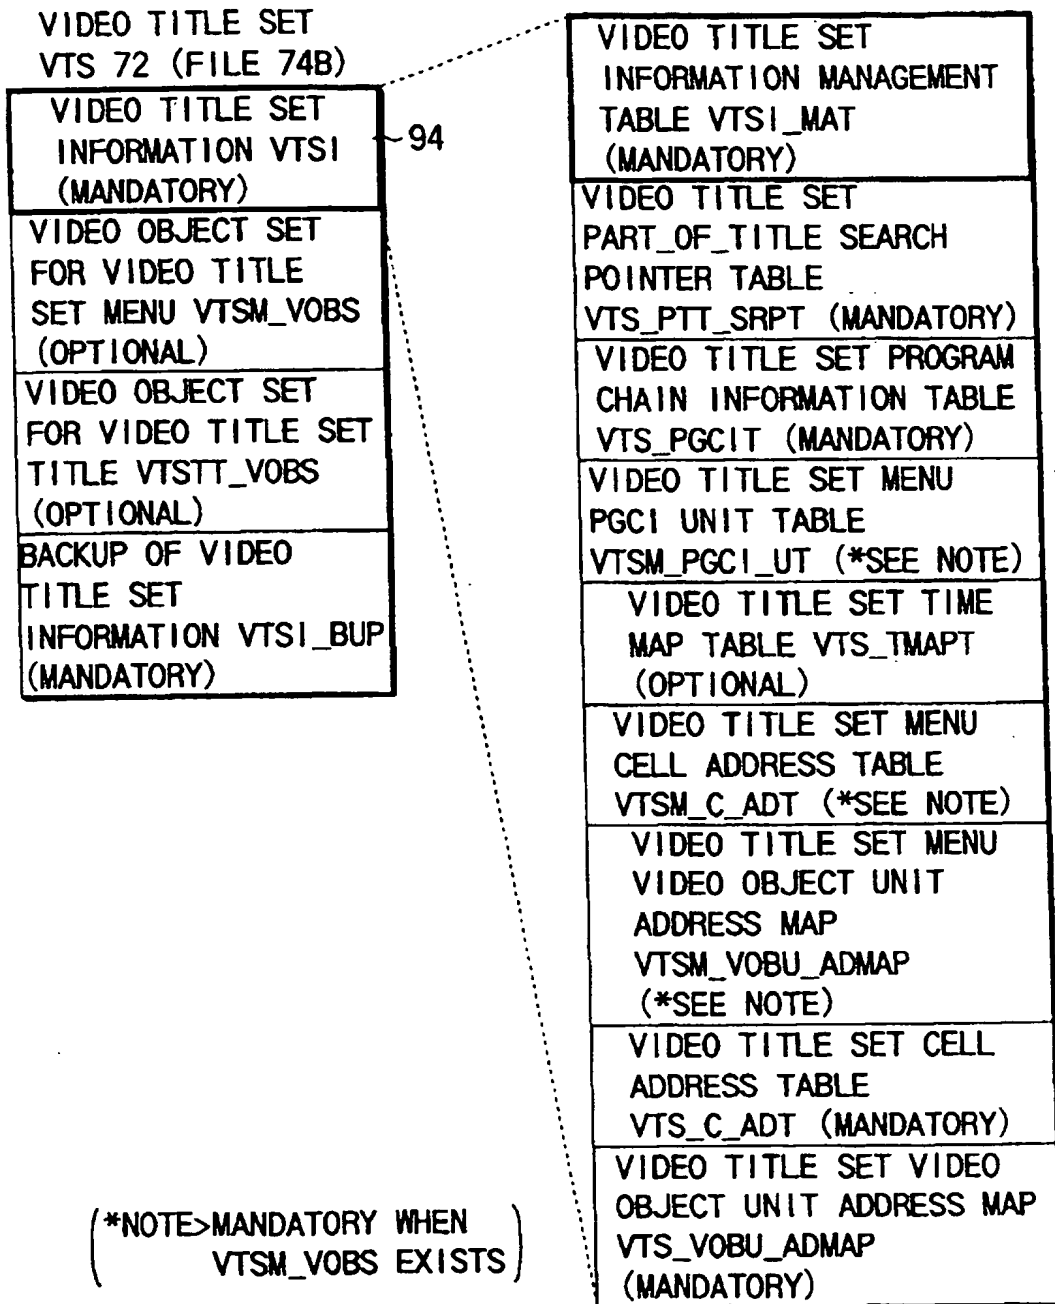 VIDEO TITLE SET
VTS 72 (FILE 74B)
VIDEO TITLE SET
INFORMATION VTSI
(MANDATORY)
94
VIDEO OBJECT SET
FOR VIDEO TITLE
SET MENU VTSM_VOBS
(OPTIONAL)
VIDEO OBJECT SET
FOR VIDEO TITLE SET
TITLE VTSTT_VOBS
(OPTIONAL)
BACKUP OF VIDEO
TITLE SET
INFORMATION VTSI_BUP
(MANDATORY)
VIDEO TITLE SET
INFORMATION MANAGEMENT
TABLE VTSI_MAT
(MANDATORY)
VIDEO TITLE SET
PART_OF_TITLE SEARCH
POINTER TABLE
VTS_PTT_SRPT (MANDATORY)
VIDEO TITLE SET PROGRAM
CHAIN INFORMATION TABLE
VTS_PGCIT (MANDATORY)
VIDEO TITLE SET MENU
PGCI UNIT TABLE
VTSM_PGCI_UT (*SEE NOTE)
VIDEO TITLE SET TIME
MAP TABLE VTS_TMAPT
(OPTIONAL)
VIDEO TITLE SET MENU
CELL ADDRESS TABLE
VTSM_C_ADT (*SEE NOTE)
VIDEO TITLE SET MENU
VIDEO OBJECT UNIT
ADDRESS MAP
VTSM_VOBU_ADMAP
(*SEE NOTE)
VIDEO TITLE SET CELL
ADDRESS TABLE
VTS_C_ADT (MANDATORY)
VIDEO TITLE SET VIDEO
OBJECT UNIT ADDRESS MAP
VTS_VOBU_ADMAP
(MANDATORY)
(*NOTE>MANDATORY WHEN
VTSM_VOBS EXISTS)